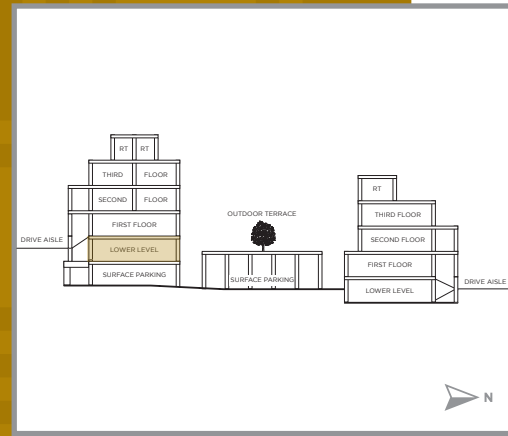 RT RT
THIRD FLOOR
SECOND FLOOR
FIRST FLOOR
DRIVE AISLE
LOWER LEVEL
SURFACE PARKING
OUTDOOR TERRACE
SURFACE PARKING
RT
THIRD FLOOR
SECOND FLOOR
FIRST FLOOR
LOWER LEVEL
DRIVE AISLE
N